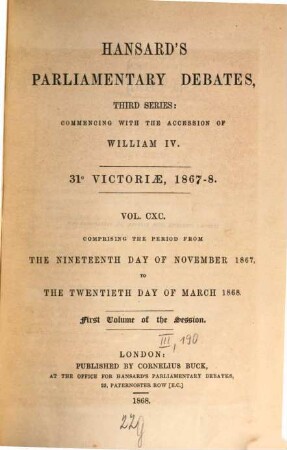 HANSARD'S
PARLIAMENTARY DEBATES,
THIRD SERIES:
COMMENCING WITH THE ACCESSION OF
WILLIAM IV.
31° VICTORIÆ, 1867-8.
VOL. CXC.
COMPRISING THE PERIOD FROM
THE NINETEENTH DAY OF NOVEMBER 1867,
TO
THE TWENTIETH DAY OF MARCH 1868.
First Volume of the Session.
III, 190
LONDON:
PUBLISHED BY CORNELIUS BUCK,
AT THE OFFICE FOR HANSARD'S PARLIAMENTARY DEBATES,
23, PATERNOSTER ROW [E.C.]
1868.